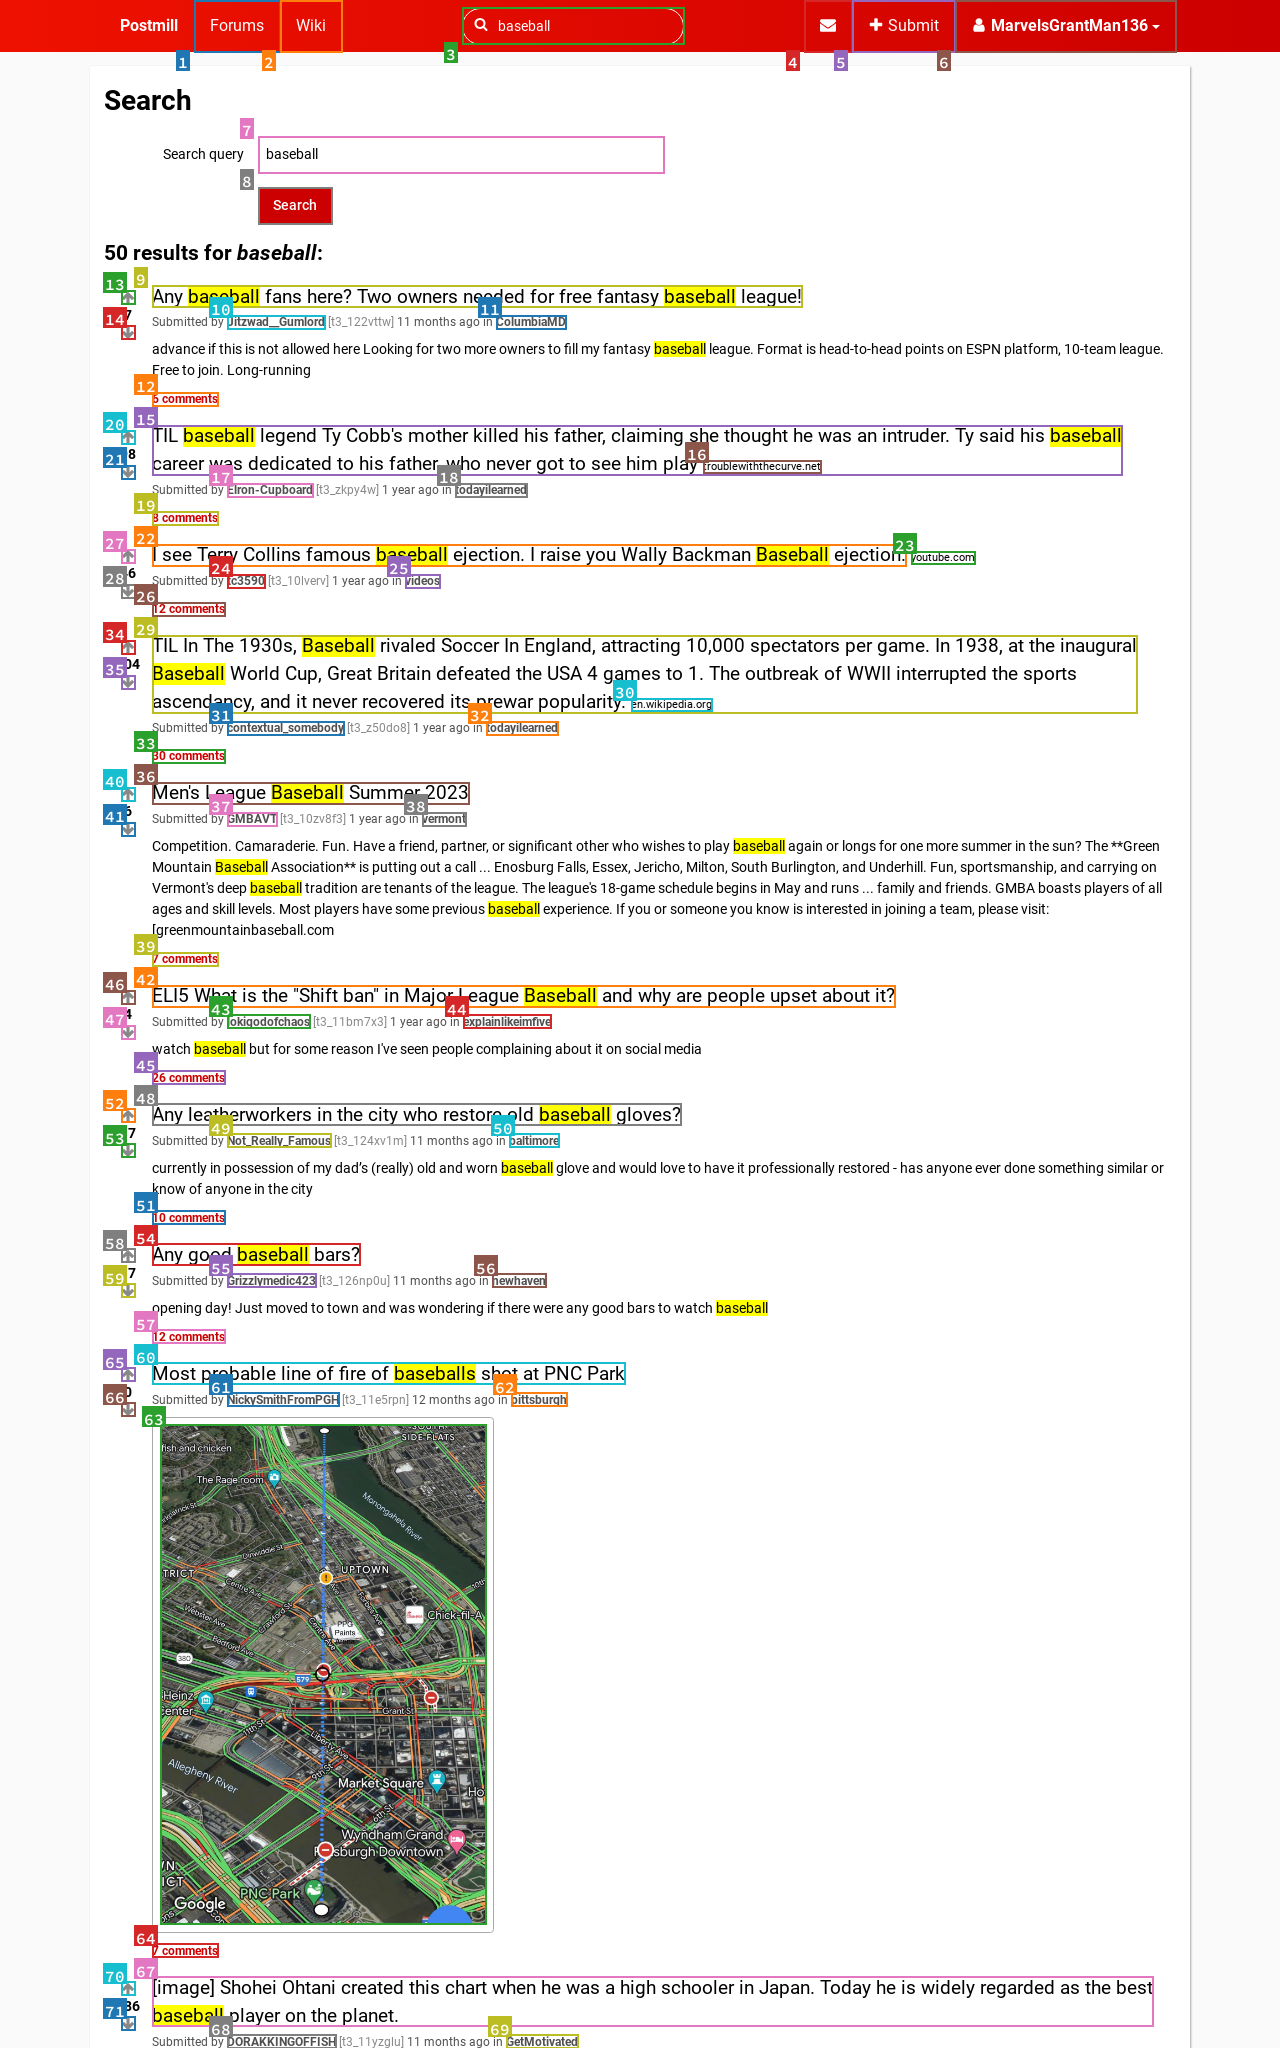 Postmill Forums Wiki baseball Submit MarvelsGrantMan136
1 2 3 4 5 6
Search
7
Search query baseball
8
Search
50 results for baseball:
13 9
Any baseball fans here? Two owners needed for free fantasy baseball league!
14 10 11
Submitted by Jitzwad__Gumlord [t3_122vttw] 11 months ago in ColumbiaMD
advance if this is not allowed here Looking for two more owners to fill my fantasy baseball league. Format is head-to-head points on ESPN platform, 10-team league.
Free to join. Long-running
12
6 comments
20 15
TIL baseball legend Ty Cobb's mother killed his father, claiming she thought he was an intruder. Ty said his baseball
21 16
career was dedicated to his father, who never got to see him play troublewiththecurve.net
17 18
Submitted by Elron-Cupboard [t3_zkpy4w] 1 year ago in todayilearned
19
8 comments
27 22 23
I see Terry Collins famous baseball ejection. I raise you Wally Backman Baseball ejection. youtube.com
28 24 25
Submitted by tc3590 [t3_10lverv] 1 year ago in videos
26
12 comments
34 29
TIL In The 1930s, Baseball rivaled Soccer In England, attracting 10,000 spectators per game. In 1938, at the inaugural
35
Baseball World Cup, Great Britain defeated the USA 4 games to 1. The outbreak of WWII interrupted the sports
30
ascendancy, and it never recovered its prewar popularity. en.wikipedia.org
31 32
Submitted by contextual_somebody [t3_z50do8] 1 year ago in todayilearned
33
30 comments
40 36
Men's League Baseball Summer 2023
41 37 38
Submitted by GMBAVT [t3_10zv8f3] 1 year ago in vermont
Competition. Camaraderie. Fun. Have a friend, partner, or significant other who wishes to play baseball again or longs for one more summer in the sun? The **Green
Mountain Baseball Association** is putting out a call ... Enosburg Falls, Essex, Jericho, Milton, South Burlington, and Underhill. Fun, sportsmanship, and carrying on
Vermont's deep baseball tradition are tenants of the league. The league's 18-game schedule begins in May and runs ... family and friends. GMBA boasts players of all
ages and skill levels. Most players have some previous baseball experience. If you or someone you know is interested in joining a team, please visit:
[greenmountainbaseball.com
39
7 comments
46 42
ELI5 What is the "Shift ban" in Major League Baseball and why are people upset about it?
47 43 44
Submitted by lokigodofchaos [t3_11bm7x3] 1 year ago in explainlikeimfive
watch baseball but for some reason I've seen people complaining about it on social media
45
26 comments
52 48
Any leatherworkers in the city who restore old baseball gloves?
53 49 50
Submitted by Not_Really_Famous [t3_124xv1m] 11 months ago in baltimore
currently in possession of my dad’s (really) old and worn baseball glove and would love to have it professionally restored - has anyone ever done something similar or
know of anyone in the city
51
10 comments
58 54
Any good baseball bars?
59 55 56
Submitted by Grizzlymedic423 [t3_126np0u] 11 months ago in newhaven
opening day! Just moved to town and was wondering if there were any good bars to watch baseball
57
12 comments
65 60
Most probable line of fire of baseballs shot at PNC Park
66 61 62
Submitted by NickySmithFromPGH [t3_11e5rpn] 12 months ago in pittsburgh
63
SIDE FLATS
fish and chicken
The Rage room
Monongahela River
Dinwiddie St
TRICT
UPTOWN
Centre Ave
Webster Ave
Crawford St
Forbes Ave
Chick-fil-A
Bedford Ave
PPG
Paints
380
579
Heinz
center
Grant St
11th St
Liberty Ave
9th St
Allegheny River
Market Square
Ho
6th St
Wyndham Grand
Pittsburgh Downtown
PNC Park
Google
64
7 comments
70 67
[image] Shohei Ohtani created this chart when he was a high schooler in Japan. Today he is widely regarded as the best
71
baseball player on the planet.
68 69
Submitted by DORAKKINGOFFISH [t3_11yzglu] 11 months ago in GetMotivated